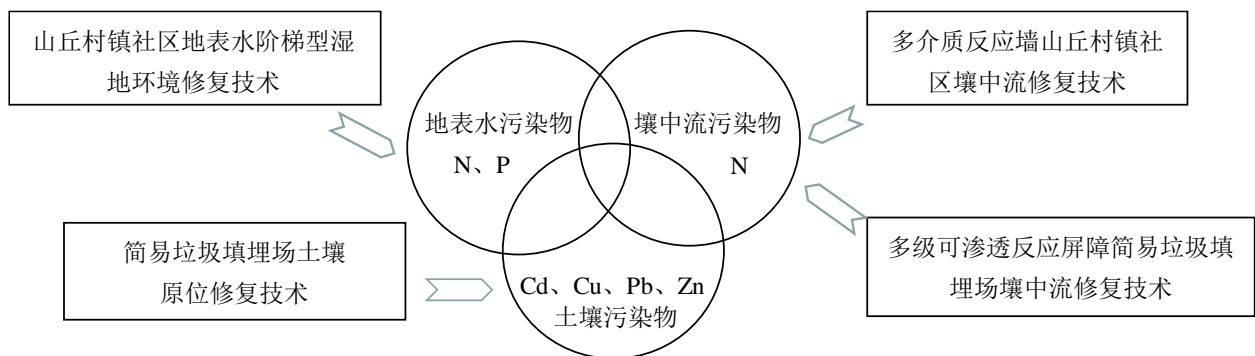 山丘村镇社区地表水阶梯型湿
地环境修复技术
多介质反应墙山丘村镇社
区壤中流修复技术
地表水污染物
N、P
壤中流污染物
N
简易垃圾填埋场土壤
原位修复技术
Cd、Cu、Pb、Zn
土壤污染物
多级可渗透反应屏障简易垃圾填
埋场壤中流修复技术